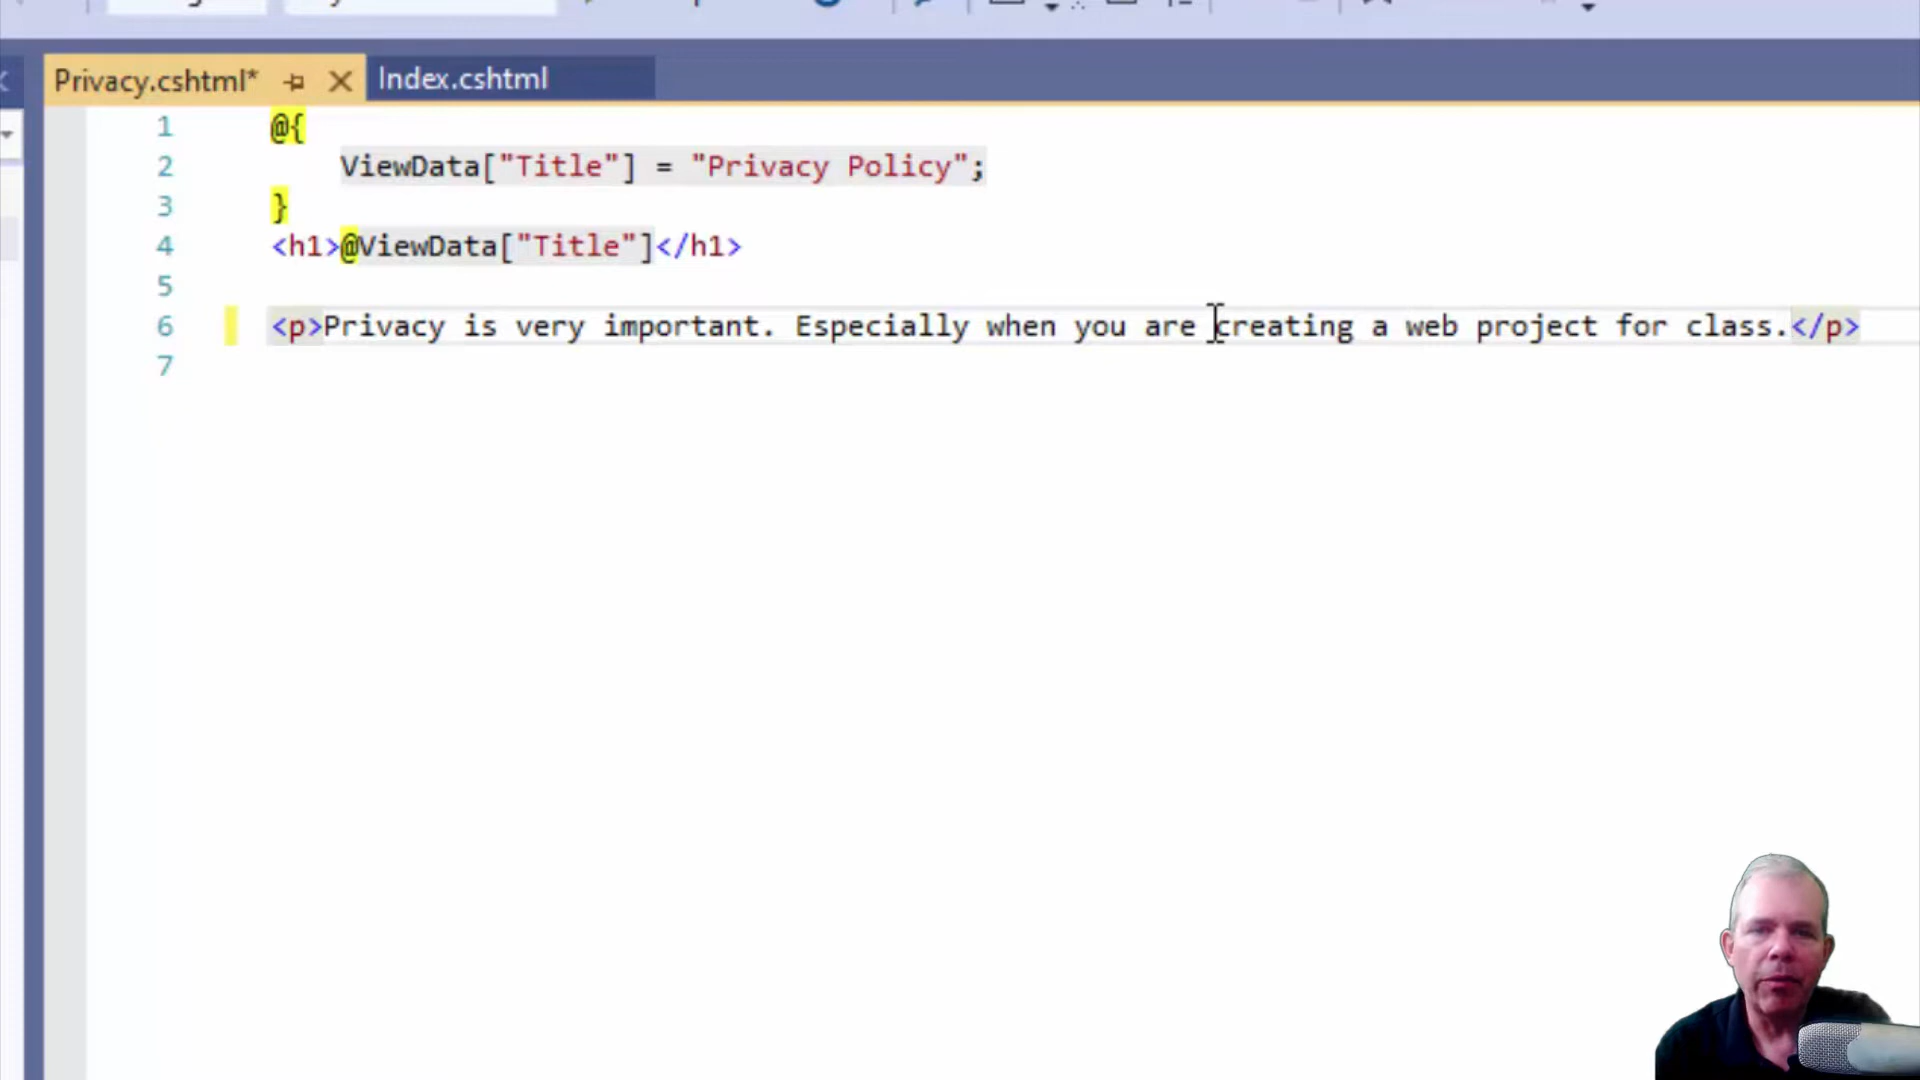 Privacy.cshtml* Index.cshtml
1 @{
2 ViewData["Title"] = "Privacy Policy";
3 }
4 <h1>@ViewData["Title"]</h1>
5
6 <p>Privacy is very important. Especially when you are creating a web project for class.</p>
7